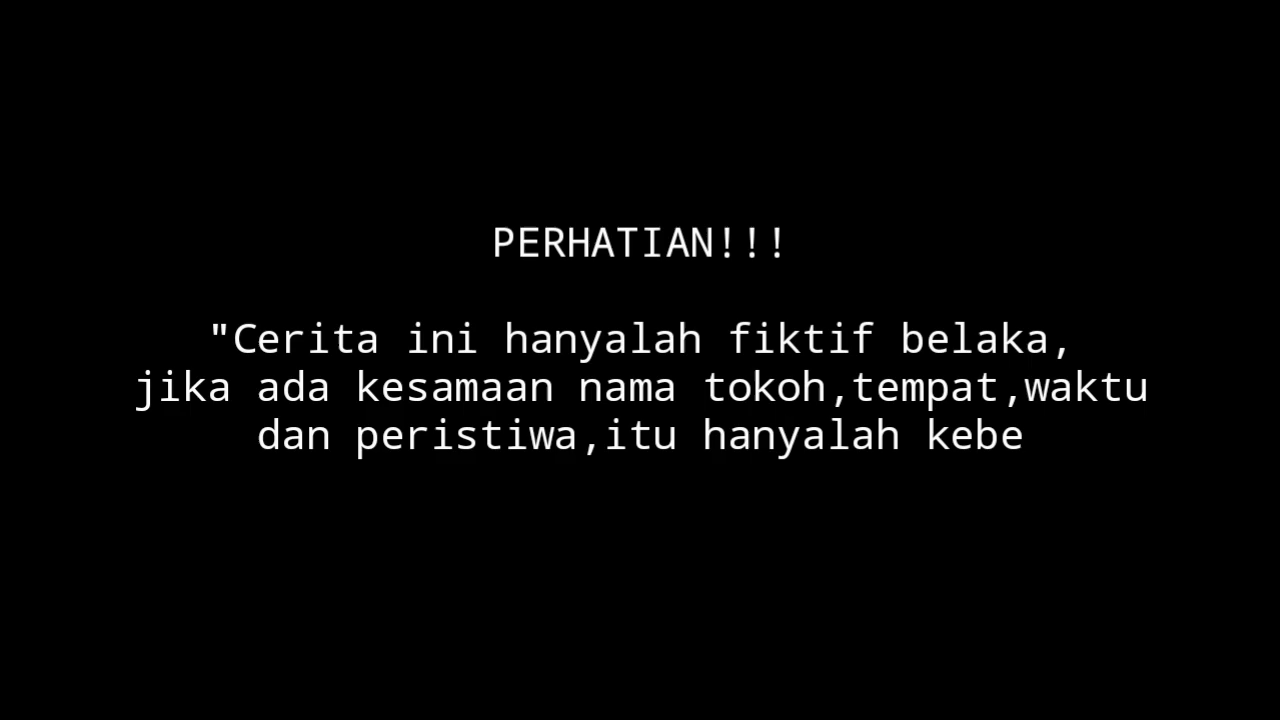 PERHATIAN!!!
"Cerita ini hanyalah fiktif belaka,
jika ada kesamaan nama tokoh,tempat,waktu
dan peristiwa,itu hanyalah kebe